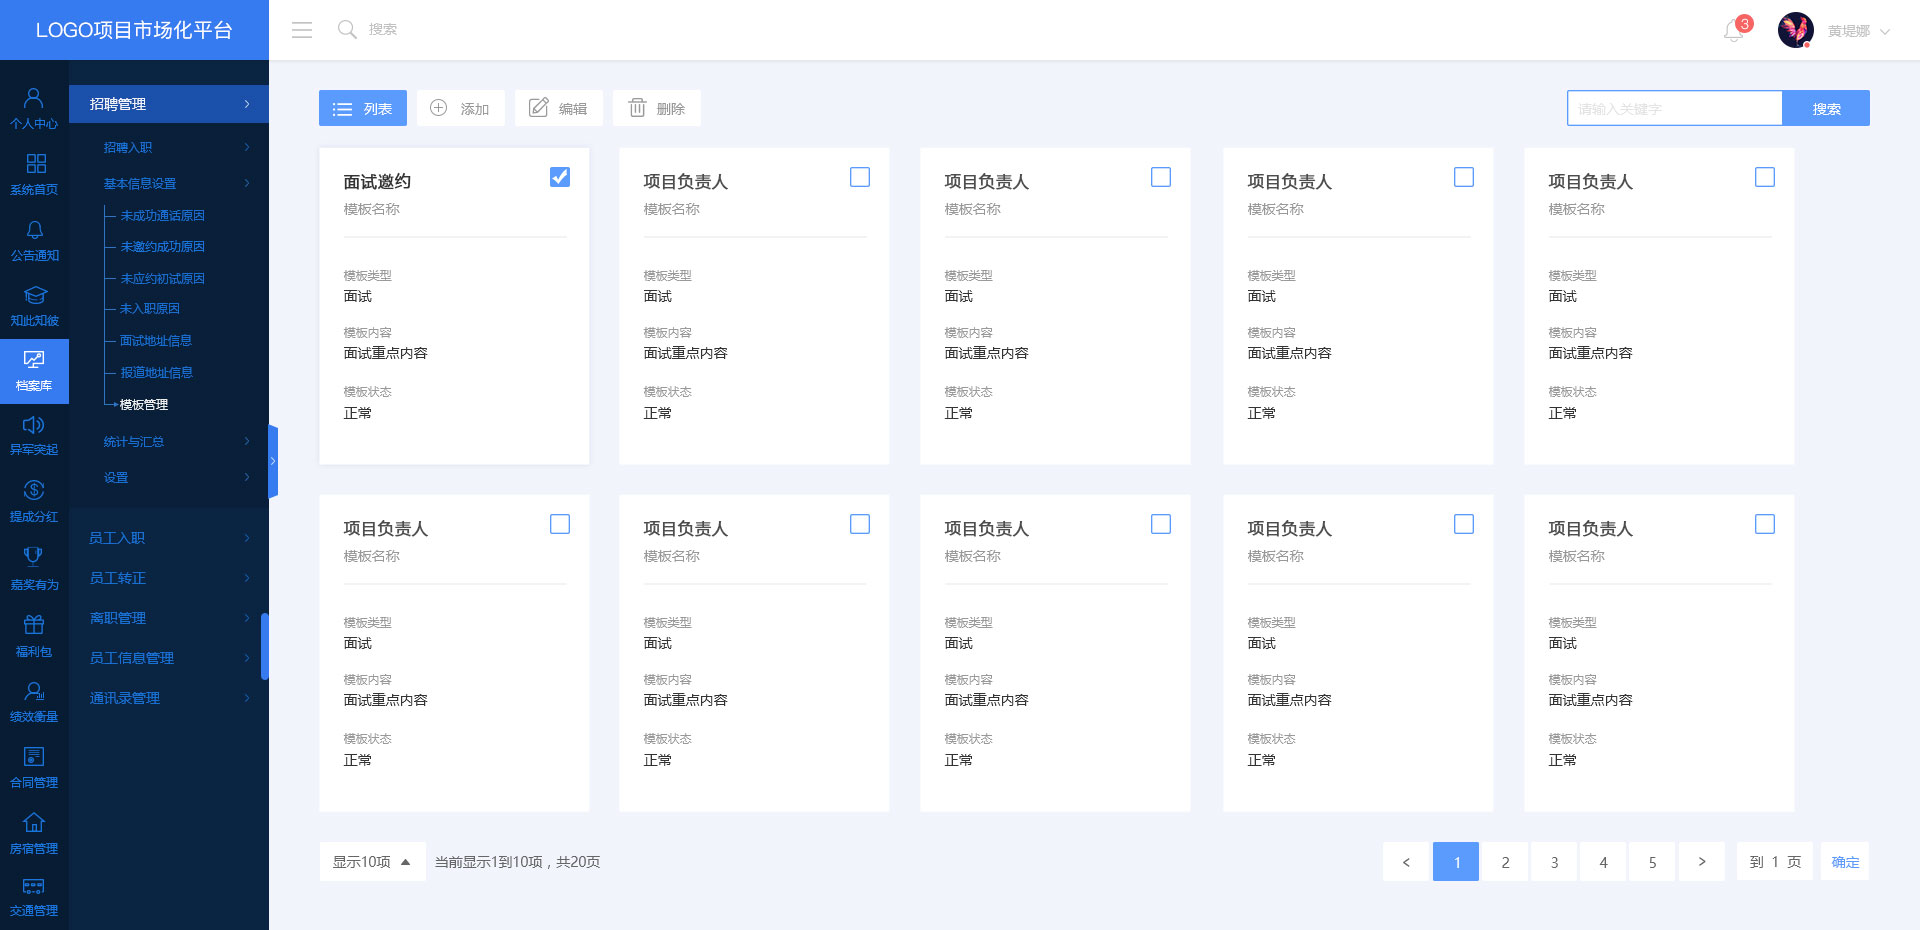 LOGO项目市场化平台
搜索
3
黄堤娜
个人中心
系统首页
公告通知
知此知彼
档案库
异军突起
提成分红
嘉奖有为
福利包
绩效衡量
合同管理
房宿管理
交通管理
招聘管理
招聘入职
基本信息设置
未成功通话原因
未邀约成功原因
未应约初试原因
未入职原因
面试地址信息
报道地址信息
模板管理
统计与汇总
设置
员工入职
员工转正
离职管理
员工信息管理
通讯录管理
列表 添加 编辑 删除
请输入关键字 搜索
面试邀约 项目负责人 项目负责人 项目负责人 项目负责人
模板名称 模板名称 模板名称 模板名称 模板名称
模板类型 模板类型 模板类型 模板类型 模板类型
面试 面试 面试 面试 面试
模板内容 模板内容 模板内容 模板内容 模板内容
面试重点内容 面试重点内容 面试重点内容 面试重点内容 面试重点内容
模板状态 模板状态 模板状态 模板状态 模板状态
正常 正常 正常 正常 正常
项目负责人 项目负责人 项目负责人 项目负责人 项目负责人
模板名称 模板名称 模板名称 模板名称 模板名称
模板类型 模板类型 模板类型 模板类型 模板类型
面试 面试 面试 面试 面试
模板内容 模板内容 模板内容 模板内容 模板内容
面试重点内容 面试重点内容 面试重点内容 面试重点内容 面试重点内容
模板状态 模板状态 模板状态 模板状态 模板状态
正常 正常 正常 正常 正常
显示10项 当前显示1到10项，共20页 < 1 2 3 4 5 > 到 1 页 确定